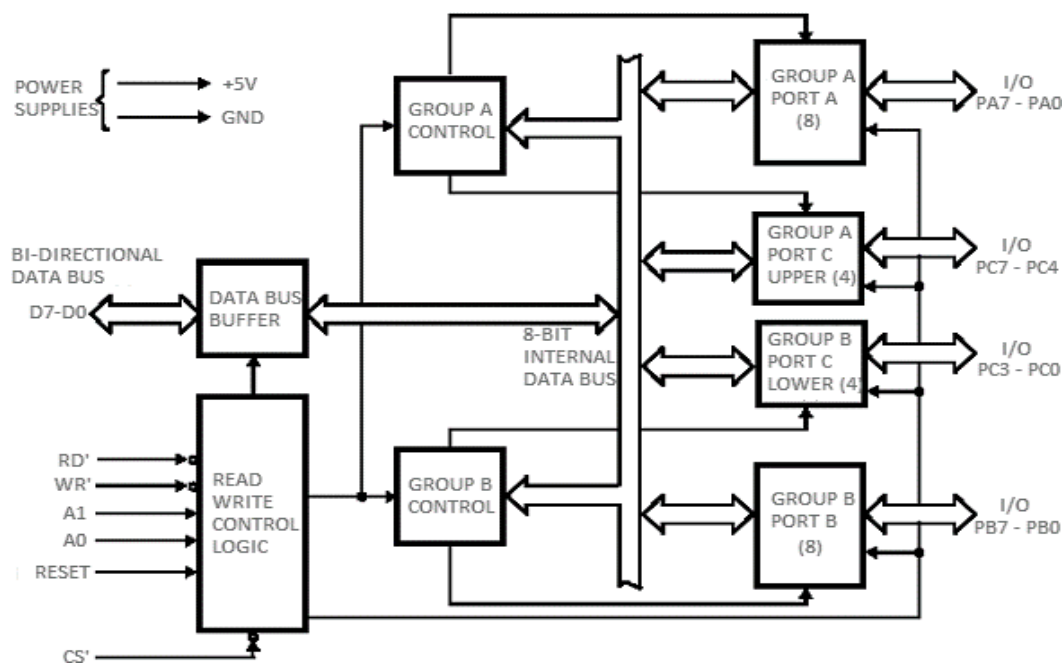 POWER
SUPPLIES
+5V
GND
GROUP A
CONTROL
GROUP A
PORT A
(8)
I/O
PA7 - PA0
GROUP A
PORT C
UPPER (4)
I/O
PC7 - PC4
BI-DIRECTIONAL
DATA BUS
D7-D0
DATA BUS
BUFFER
8-BIT
INTERNAL
DATA BUS
GROUP B
PORT C
LOWER (4)
I/O
PC3 - PC0
RD'
WR'
A1
A0
RESET
CS'
READ
WRITE
CONTROL
LOGIC
GROUP B
CONTROL
GROUP B
PORT B
(8)
I/O
PB7 - PB0